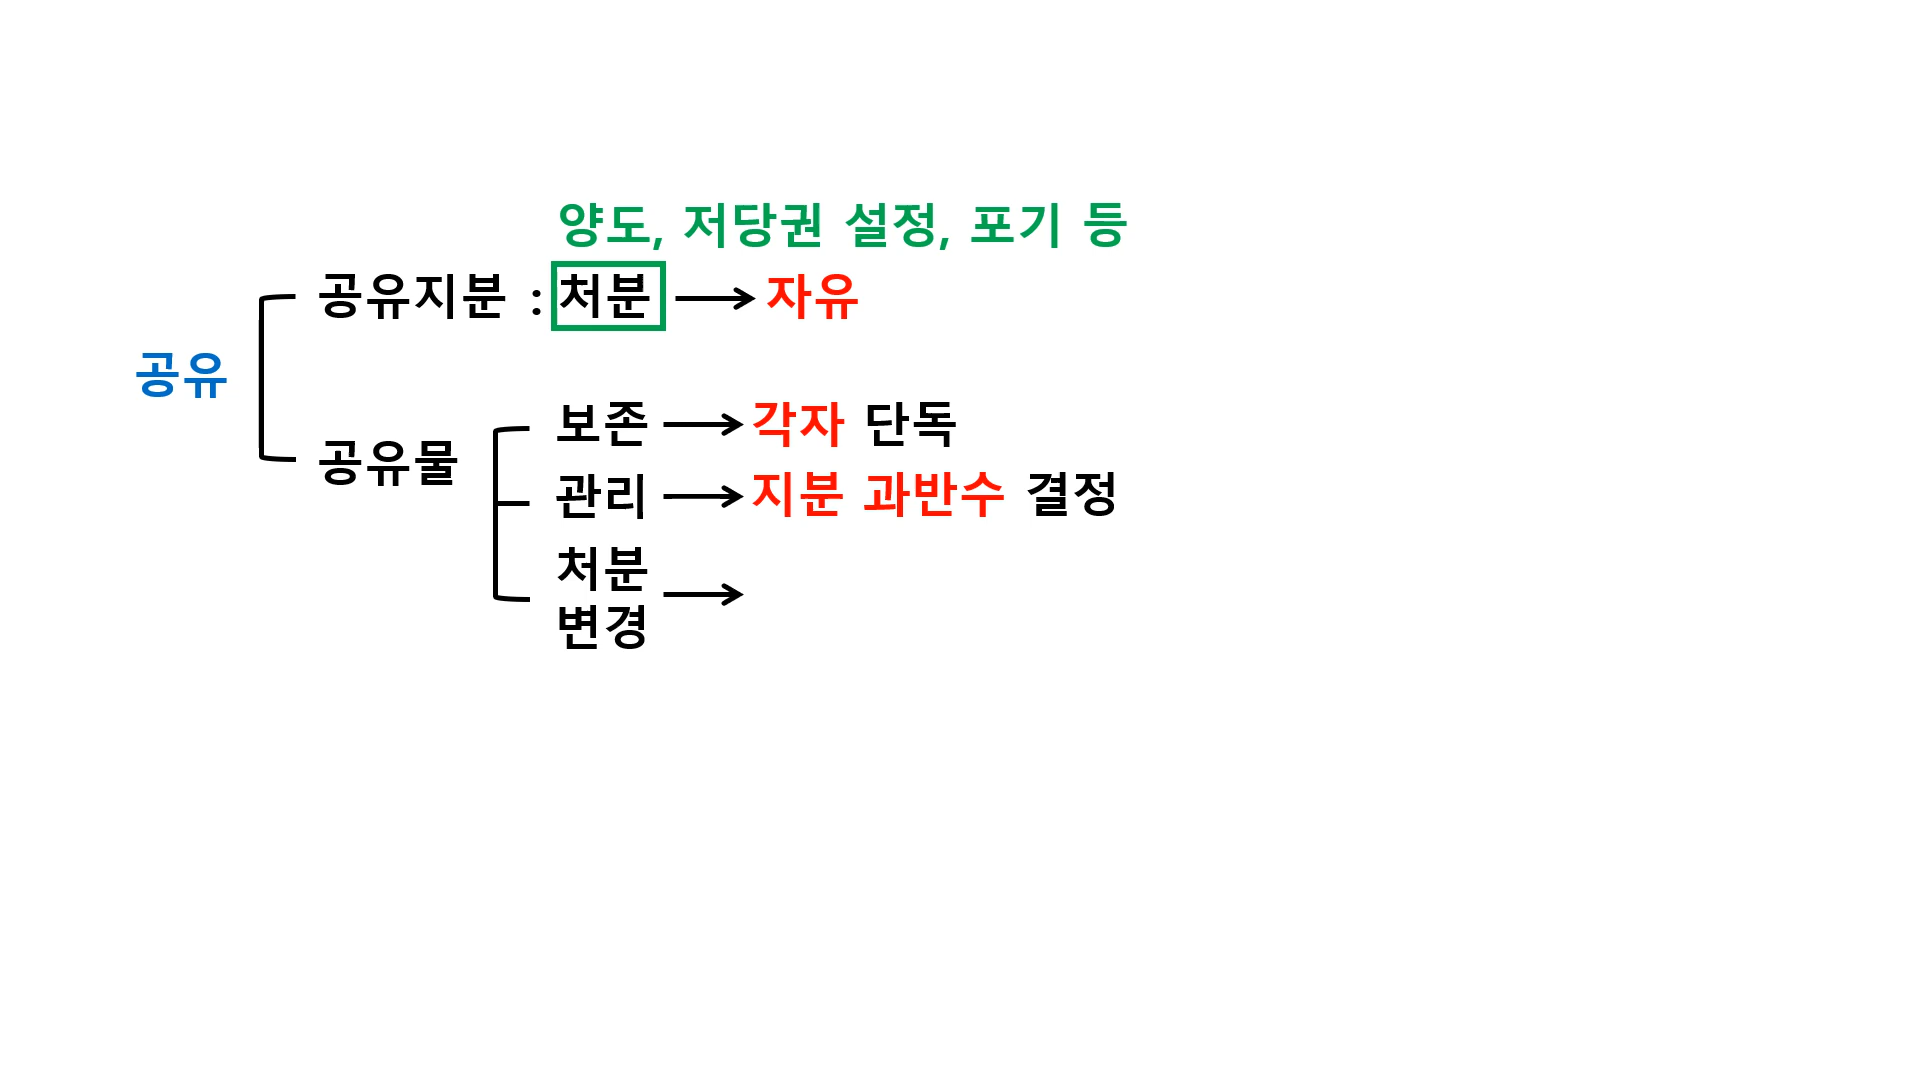 양도, 저당권 설정, 포기 등
공유지분 : 처분 → 자유
공유
보존 → 각자 단독
공유물
관리 → 지분 과반수 결정
처분
변경 →